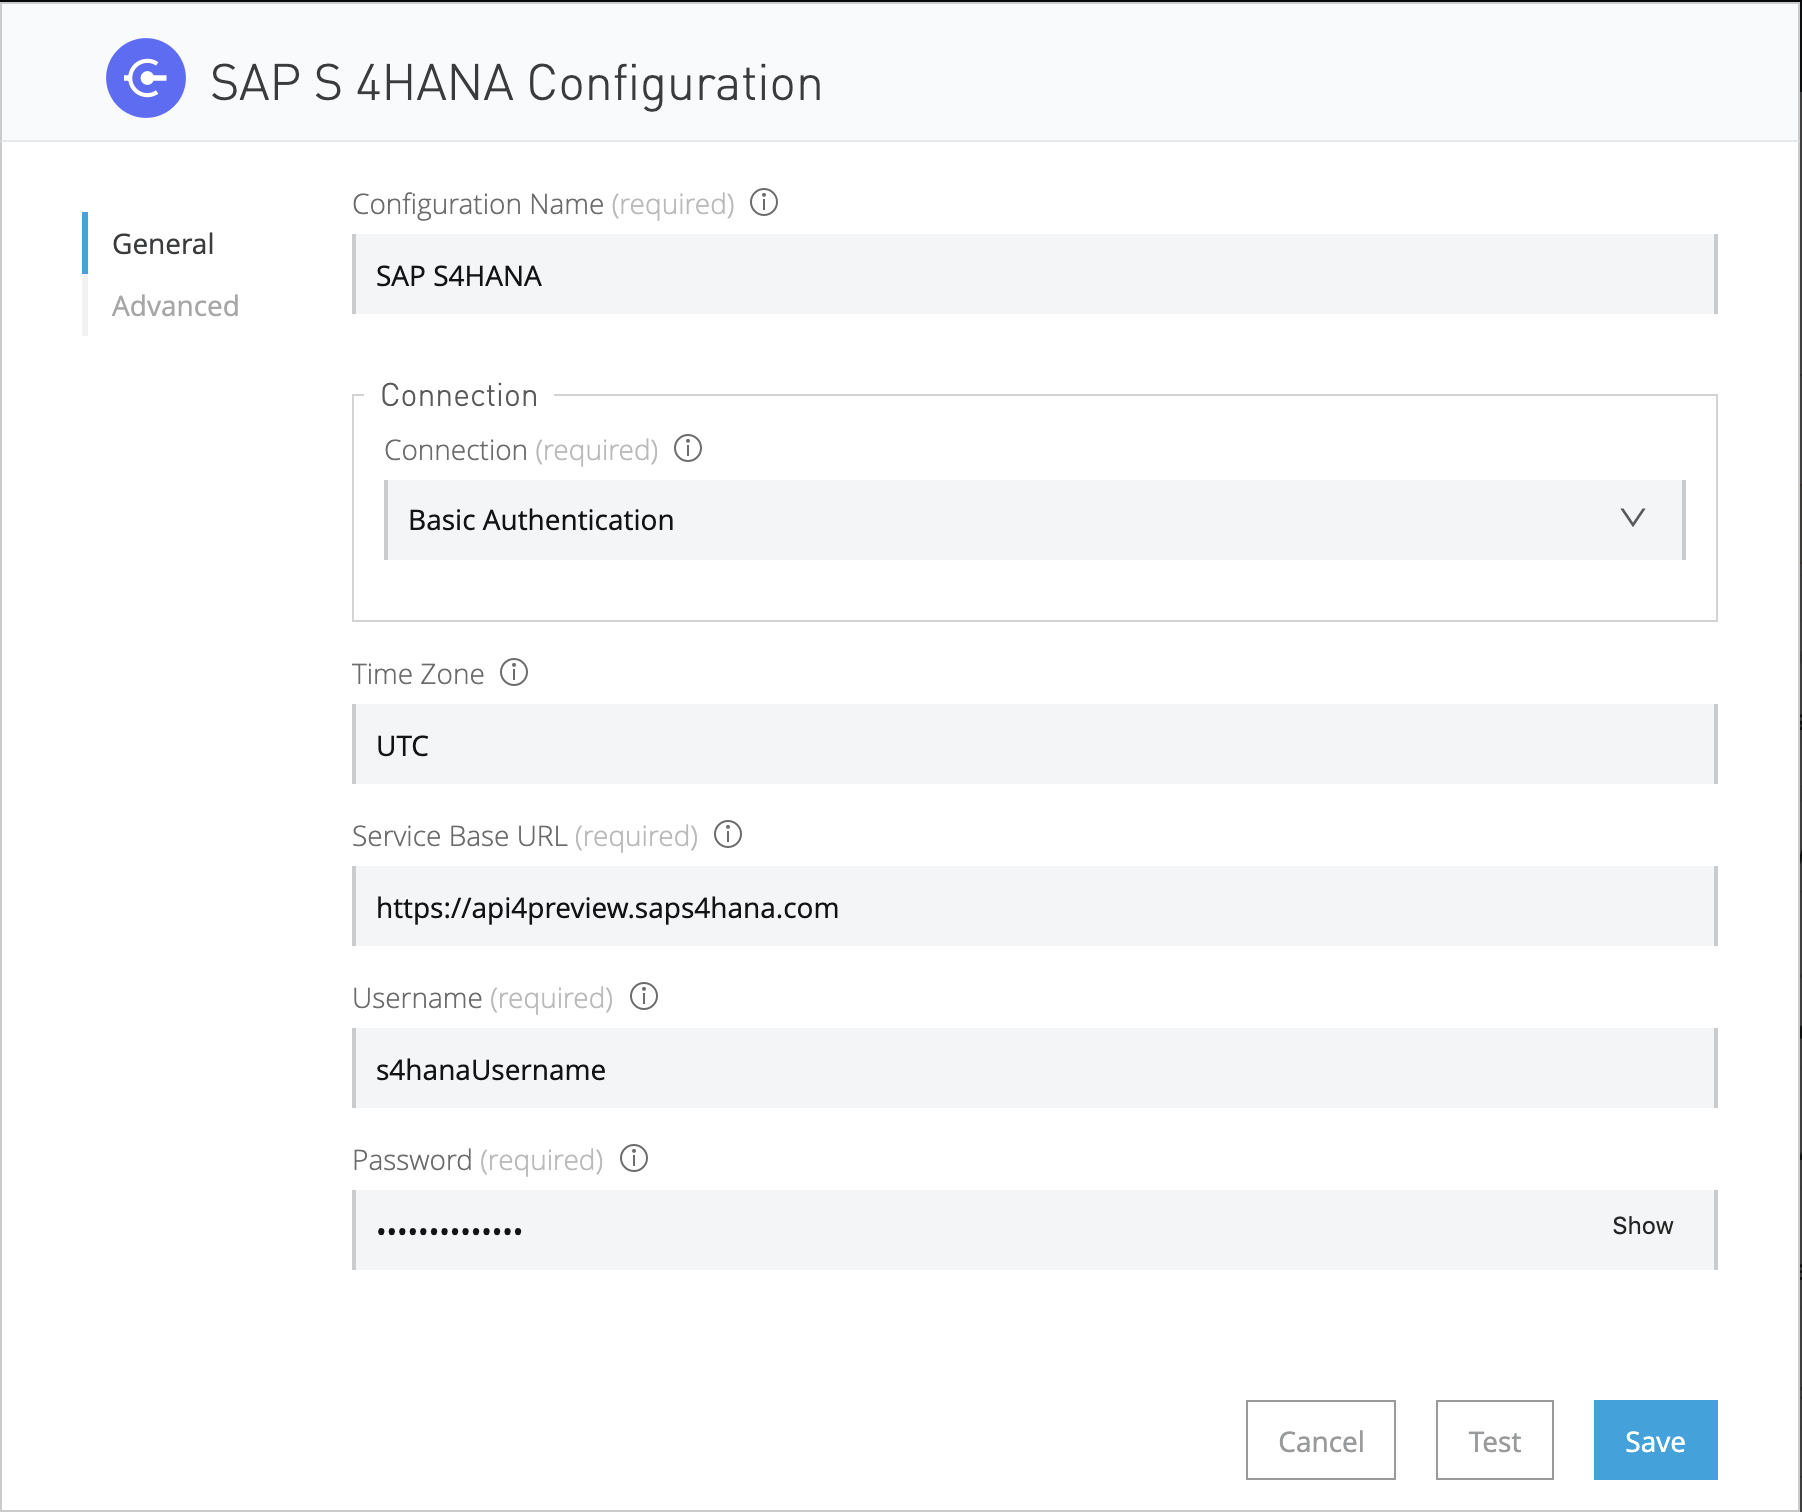 SAP S 4HANA Configuration
General
Advanced
Configuration Name (required)
SAP S4HANA
Connection
Connection (required)
Basic Authentication
Time Zone
UTC
Service Base URL (required)
https://api4preview.saps4hana.com
Username (required)
s4hanaUsername
Password (required)
••••••••••••••
Show
Cancel
Test
Save